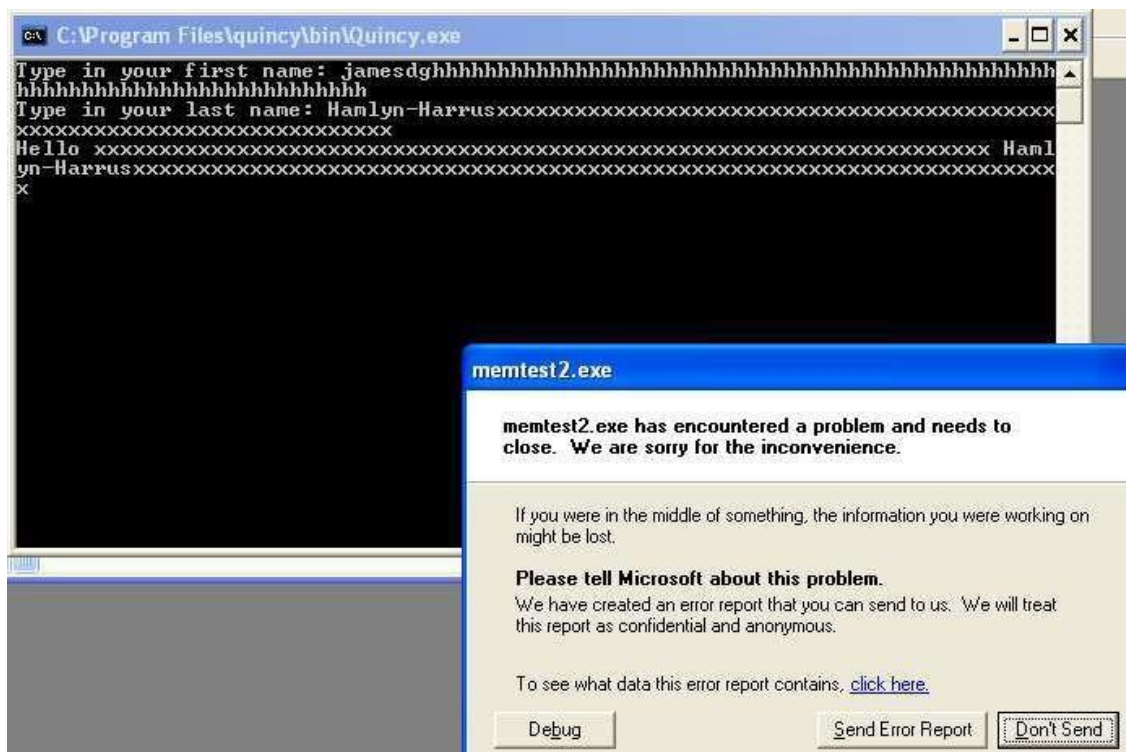 C:\Program Files\quincy\bin\Quincy.exe
Type in your first name: jamesdghhhhhhhhhhhhhhhhhhhhhhhhhhhhhhhhhhhhhhhhhhhhhhhh
hhhhhhhhhhhhhhhhhhhhhhhhhhh
Type in your last name: Hamlyn-Harrusxxxxxxxxxxxxxxxxxxxxxxxxxxxxxxxxxxxxxxxxxxx
xxxxxxxxxxxxxxxxxxxxxxxxxxxxx
Hello xxxxxxxxxxxxxxxxxxxxxxxxxxxxxxxxxxxxxxxxxxxxxxxxxxxxxxxxxxxxxxxxxxxxx Haml
yn-Harrusxxxxxxxxxxxxxxxxxxxxxxxxxxxxxxxxxxxxxxxxxxxxxxxxxxxxxxxxxxxxxxxxxxxxxxx
x
memtest2.exe
memtest2.exe has encountered a problem and needs to
close. We are sorry for the inconvenience.
If you were in the middle of something, the information you were working on
might be lost.
Please tell Microsoft about this problem.
We have created an error report that you can send to us. We will treat
this report as confidential and anonymous.
To see what data this error report contains, click here.
Debug
Send Error Report
Don't Send